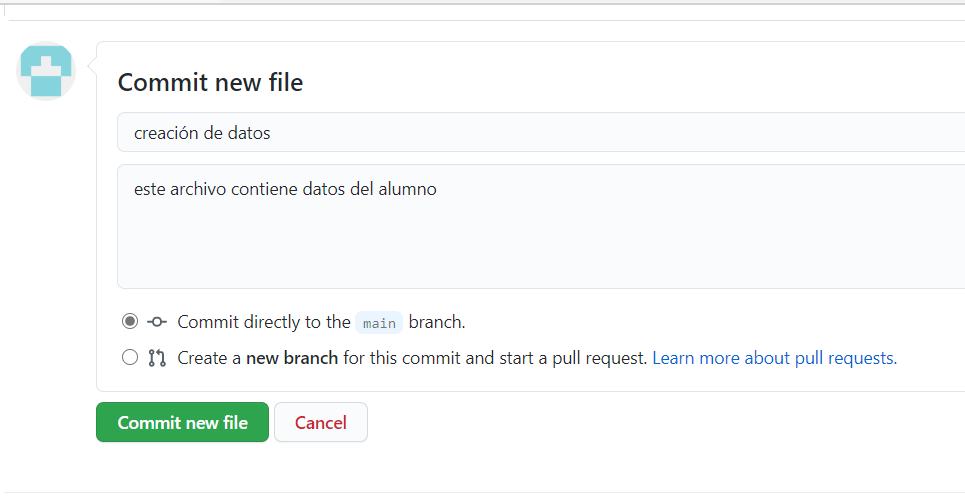 Commit new file
creación de datos
este archivo contiene datos del alumno
Commit directly to the main branch.
Create a new branch for this commit and start a pull request. Learn more about pull requests.
Commit new file Cancel